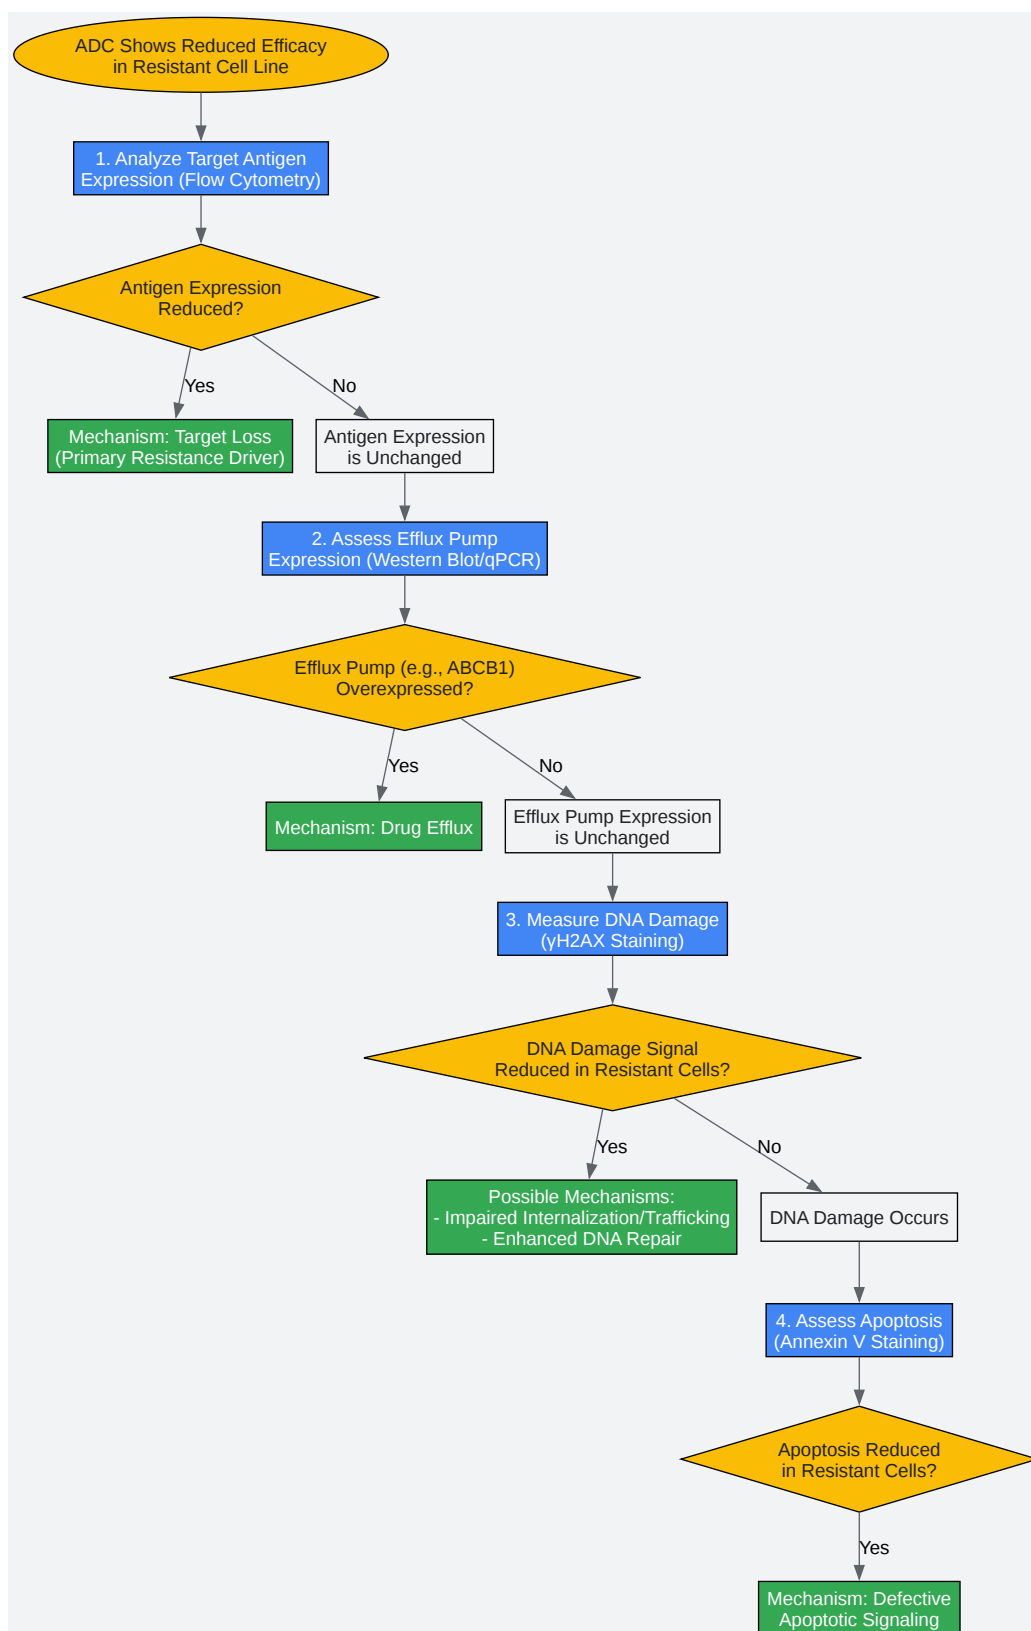 ADC Shows Reduced Efficacy
in Resistant Cell Line
1. Analyze Target Antigen
Expression (Flow Cytometry)
Antigen Expression
Reduced?
Yes
No
Mechanism: Target Loss
(Primary Resistance Driver)
Antigen Expression
is Unchanged
2. Assess Efflux Pump
Expression (Western Blot/qPCR)
Efflux Pump (e.g., ABCB1)
Overexpressed?
Yes
No
Mechanism: Drug Efflux
Efflux Pump Expression
is Unchanged
3. Measure DNA Damage
(γH2AX Staining)
DNA Damage Signal
Reduced in Resistant Cells?
Yes
No
Possible Mechanisms:
- Impaired Internalization/Trafficking
- Enhanced DNA Repair
DNA Damage Occurs
4. Assess Apoptosis
(Annexin V Staining)
Apoptosis Reduced
in Resistant Cells?
Yes
Mechanism: Defective
Apoptotic Signaling